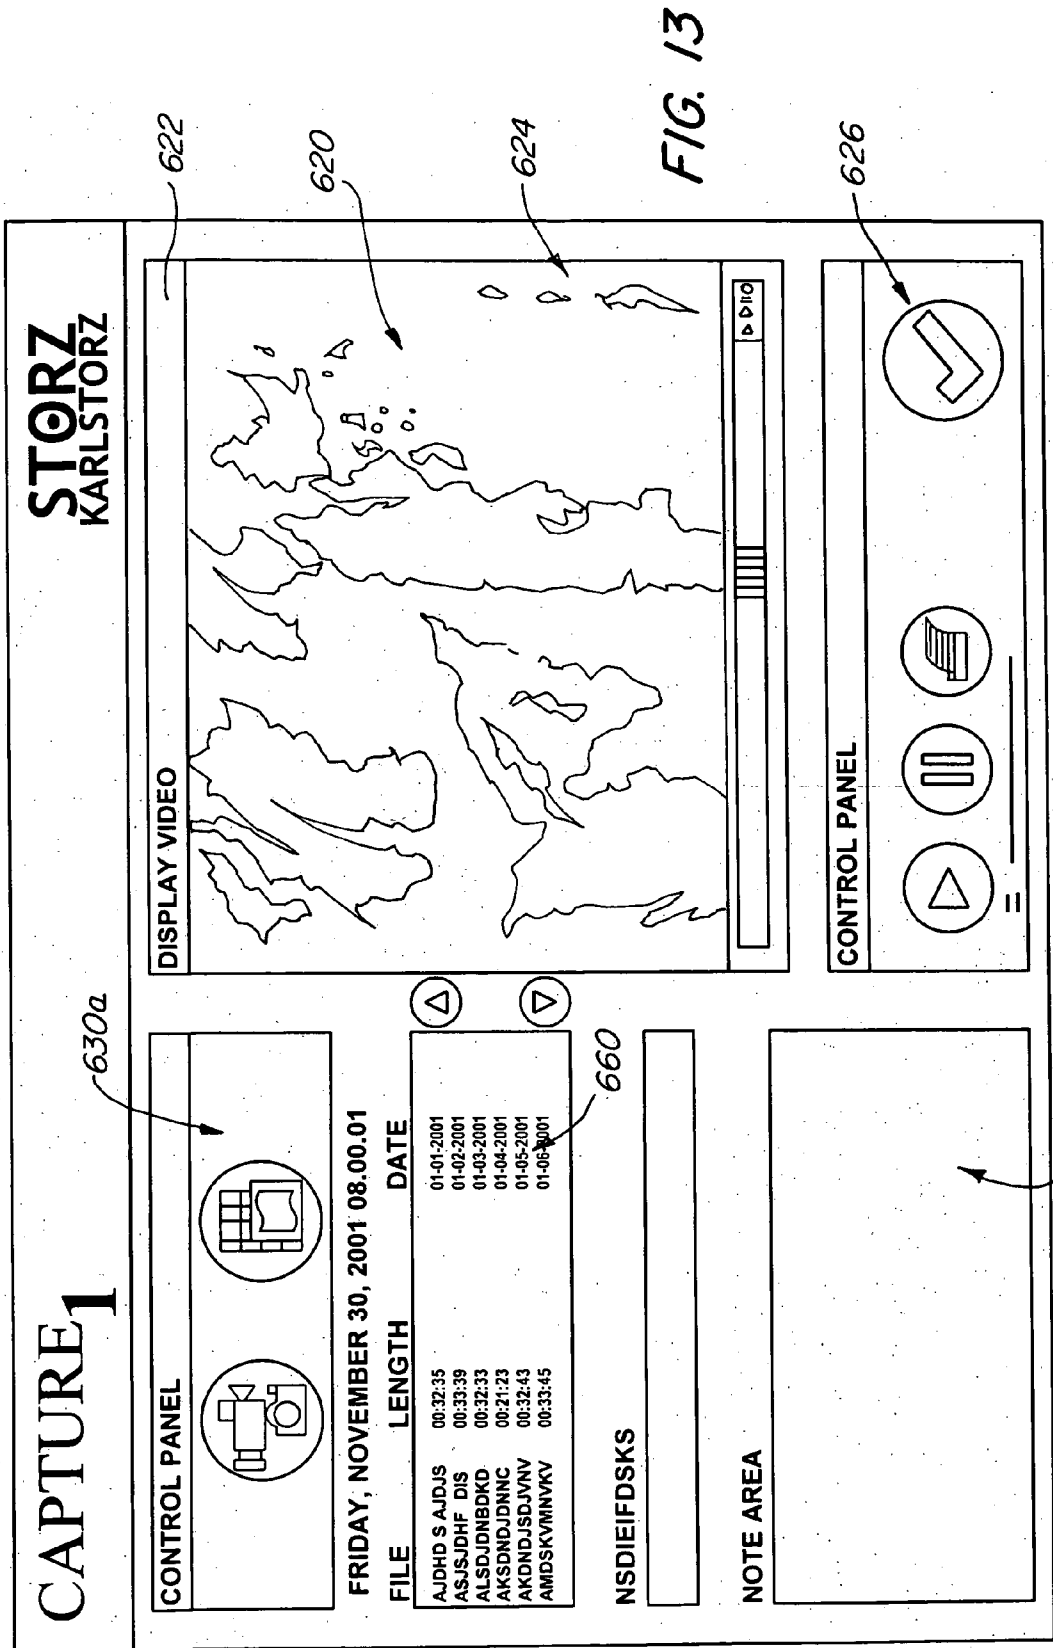 CAPTURE1
STORZ
KARLSTORZ
CONTROL PANEL
630a
FRIDAY, NOVEMBER 30, 2001 08.00.01
FILE LENGTH DATE
AJDHD S AJDJS 00:32:35 01-01-2001
ASJSJDHF DIS 00:33:39 01-02-2001
ALSDJDNBDKD 00:32:33 01-03-2001
AKSDNDJDNNC 00:21:23 01-04-2001
AKDNDJSDJVNV 00:32:43 01-05-2001
AMDSKVMNVKV 00:33:45 01-06-2001
660
NSDIEIFDSKS
NOTE AREA
DISPLAY VIDEO
622
620
624
CONTROL PANEL
626
FIG. 13